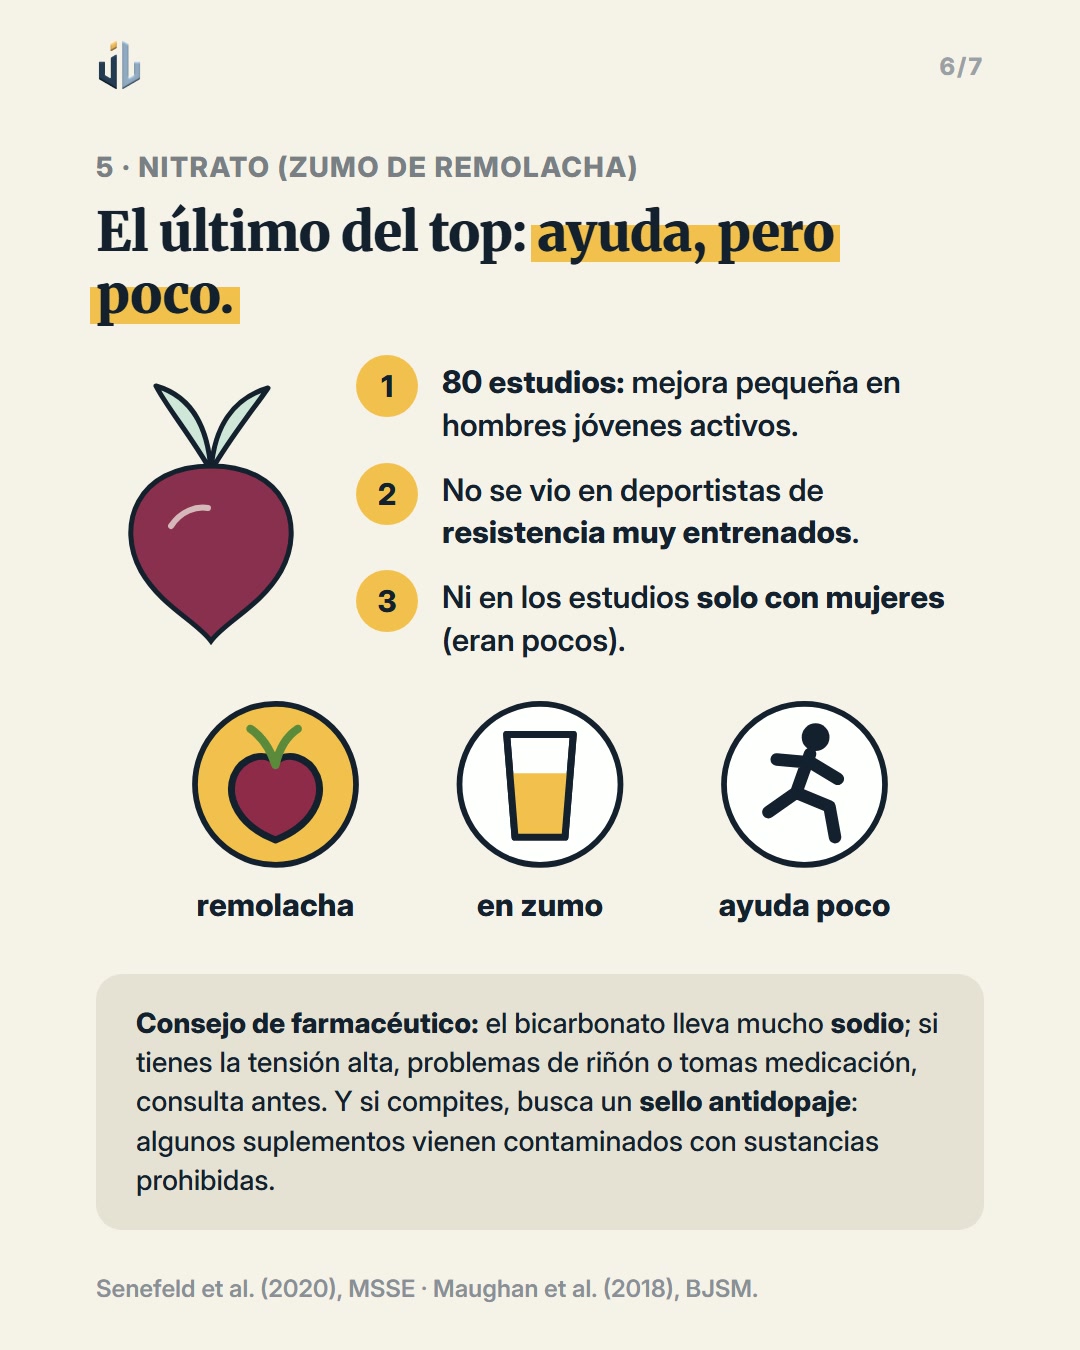 6/7
5 · NITRATO (ZUMO DE REMOLACHA)
El último del top: ayuda, pero
poco.
1
80 estudios: mejora pequeña en
hombres jóvenes activos.
2
No se vio en deportistas de
resistencia muy entrenados.
3
Ni en los estudios solo con mujeres
(eran pocos).
remolacha
en zumo
ayuda poco
Consejo de farmacéutico: el bicarbonato lleva mucho sodio; si
tienes la tensión alta, problemas de riñón o tomas medicación,
consulta antes. Y si compites, busca un sello antidopaje:
algunos suplementos vienen contaminados con sustancias
prohibidas.
Senefeld et al. (2020), MSSE · Maughan et al. (2018), BJSM.